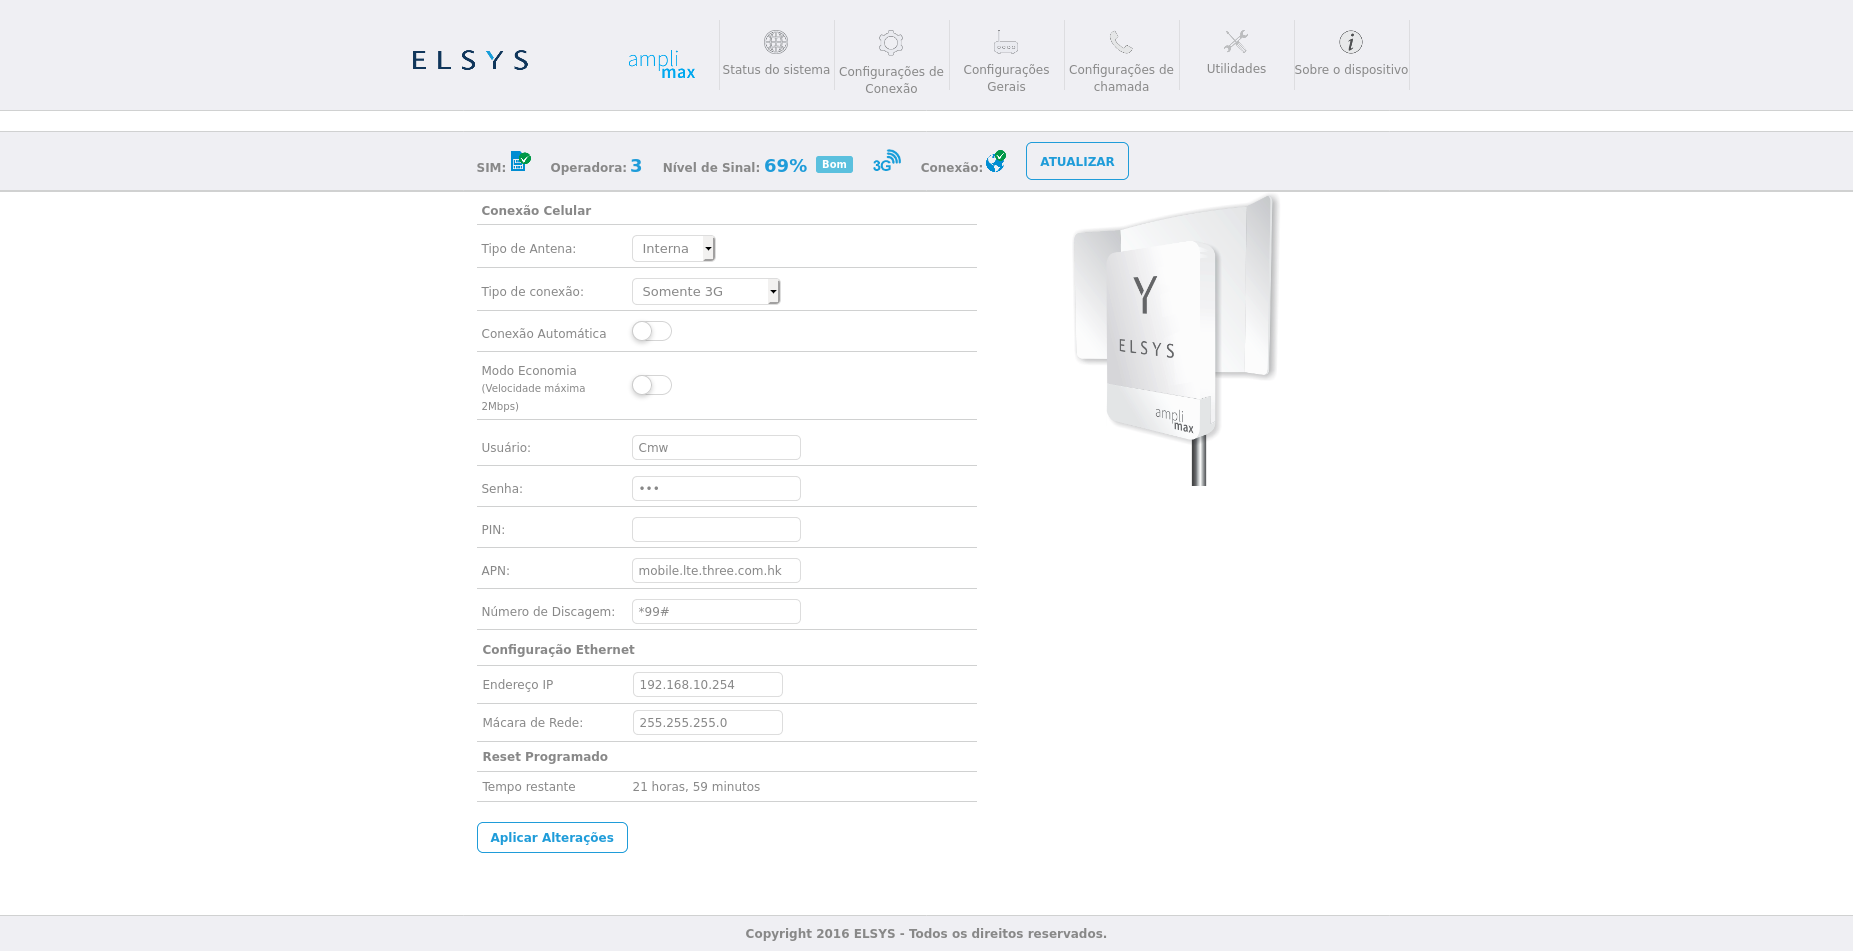 ELSYS
ampli
max
Status do sistema
Configurações de
Conexão
Configurações
Gerais
Configurações de
chamada
Utilidades
Sobre o dispositivo
SIM:
Operadora: 3
Nível de Sinal: 69% Bom
3G
Conexão:
ATUALIZAR
Conexão Celular
Tipo de Antena: Interna
Tipo de conexão: Somente 3G
Conexão Automática
Modo Economia
(Velocidade máxima
2Mbps)
Usuário: Cmw
Senha: •••
PIN:
APN: mobile.lte.three.com.hk
Número de Discagem: *99#
Configuração Ethernet
Endereço IP 192.168.10.254
Mácara de Rede: 255.255.255.0
Reset Programado
Tempo restante 21 horas, 59 minutos
Aplicar Alterações
Y
ELSYS
ampli
max
Copyright 2016 ELSYS - Todos os direitos reservados.